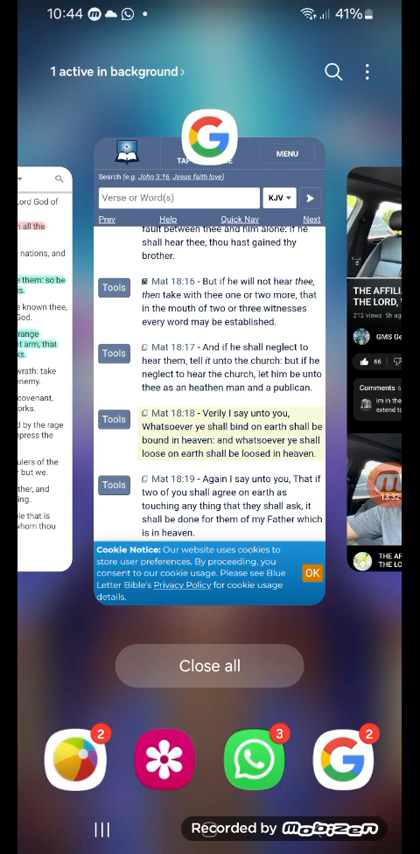 10:44
41%
1 active in background ›
TAP
MENU
Search (e.g. John 3:16, Jesus faith love)
Verse or Word(s)
KJV
Prev Help Quick Nav Next
fault between thee and him alone: if he
shall hear thee, thou hast gained thy
brother.
Tools
Mat 18:16 - But if he will not hear thee,
then take with thee one or two more, that
in the mouth of two or three witnesses
every word may be established.
Tools
Mat 18:17 - And if he shall neglect to
hear them, tell it unto the church: but if he
neglect to hear the church, let him be unto
thee as an heathen man and a publican.
Tools
Mat 18:18 - Verily I say unto you,
Whatsoever ye shall bind on earth shall be
bound in heaven: and whatsoever ye shall
loose on earth shall be loosed in heaven.
Tools
Mat 18:19 - Again I say unto you, That if
two of you shall agree on earth as
touching any thing that they shall ask, it
shall be done for them of my Father which
is in heaven.
Cookie Notice: Our website uses cookies to
store user preferences. By proceeding, you
consent to our cookie usage. Please see Blue
Letter Bible's Privacy Policy for cookie usage
details.
OK
Lord God of
all the
nations, and
them: so be
known thee,
God.
range
arm, that
ks.
wrath: take
enemy.
covenant,
orks.
d by the rage
press the
ulers of the
but we.
ther, and
ing.
le that is
whom thou
THE AFFILI
THE LORD,
212 views 5h ag
GMS Ge
66
Comments
im in the
extend to
13:32
THE AF
THE LO
Close all
2
3
2
Recorded by mobizen